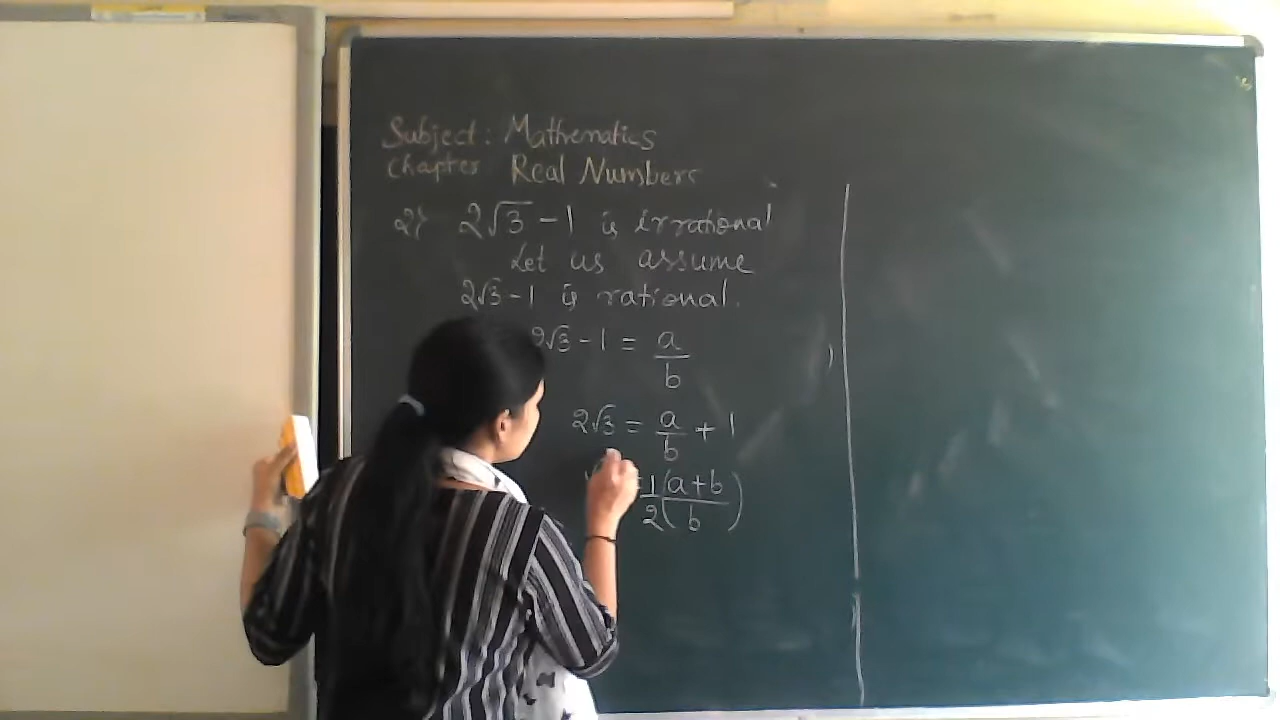 Subject: Mathematics
Chapter Real Numbers
2) 2√3 - 1 is irrational
Let us assume
2√3 - 1 is rational.
2√3 - 1 = a/b
2√3 = a/b + 1
= 1/2 (a+b/b)